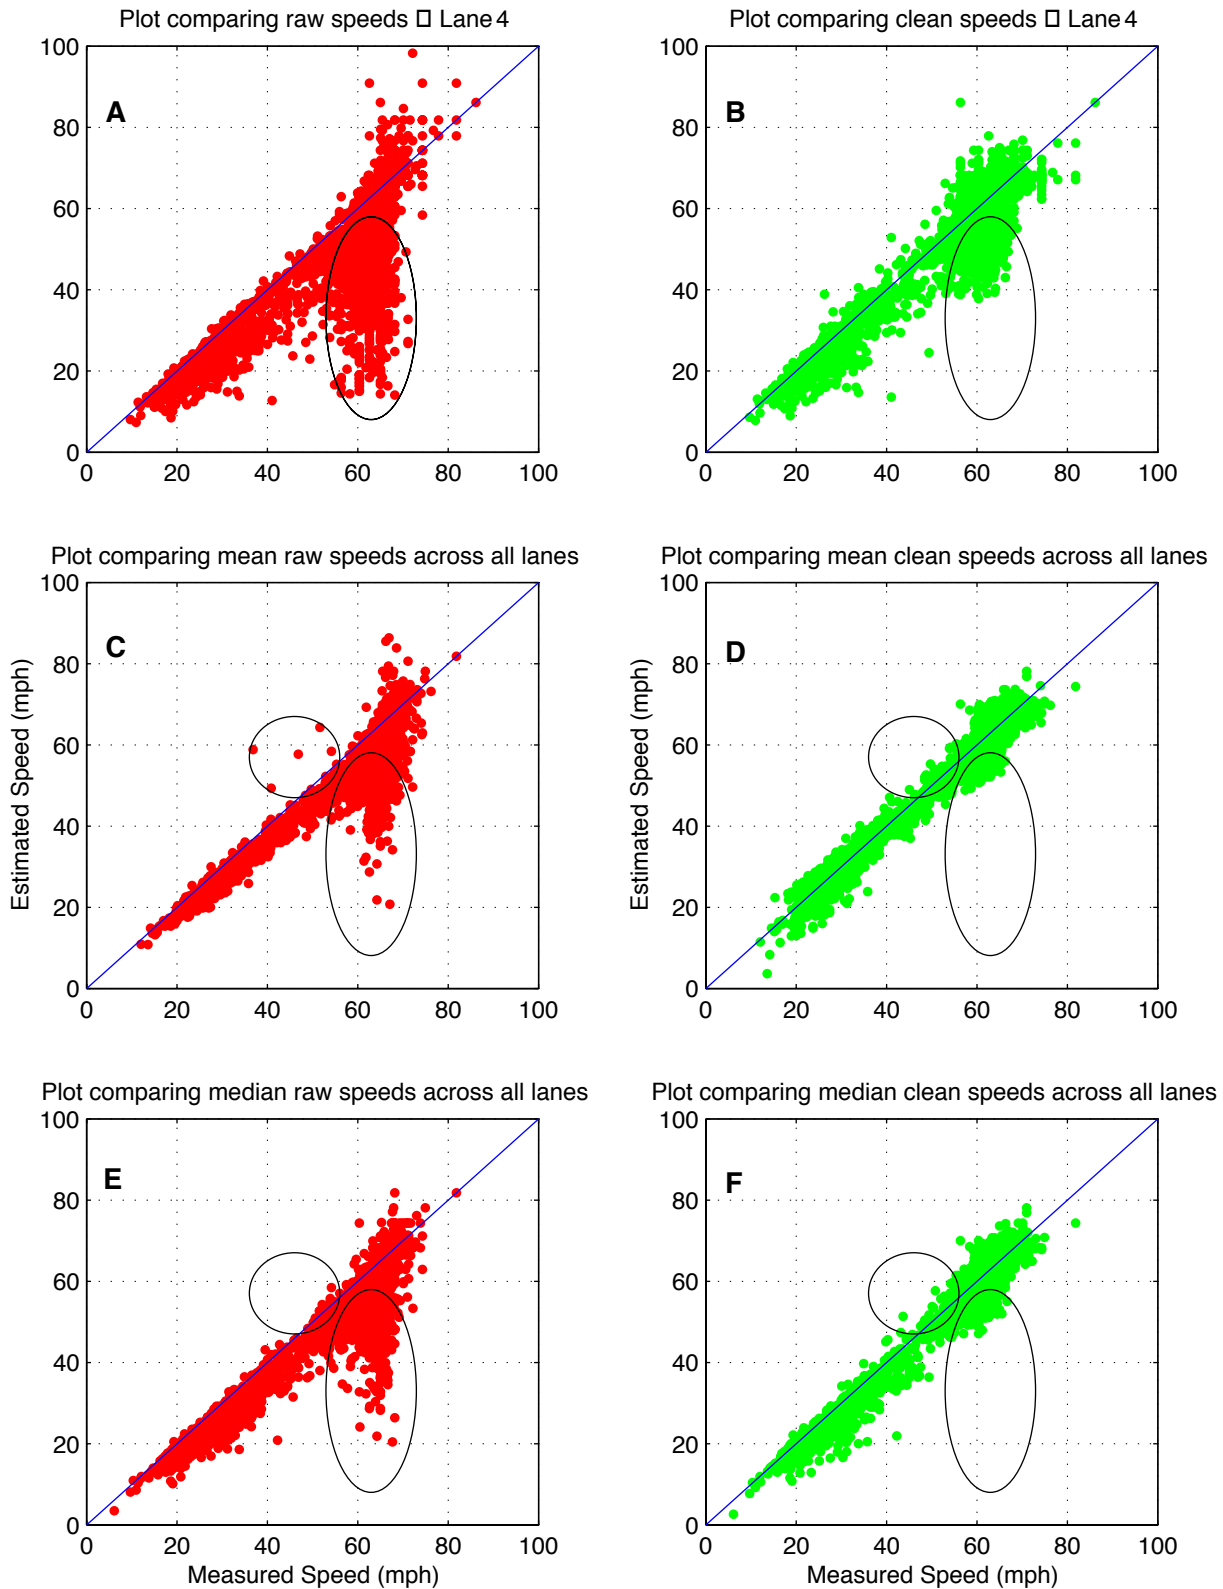 Plot comparing raw speeds □ Lane 4
Plot comparing clean speeds □ Lane 4
100
80
60
40
20
0
A
0 20 40 60 80 100
100
80
60
40
20
0
B
0 20 40 60 80 100
Plot comparing mean raw speeds across all lanes
Plot comparing mean clean speeds across all lanes
Estimated Speed (mph)
100
80
60
40
20
0
C
0 20 40 60 80 100
Estimated Speed (mph)
100
80
60
40
20
0
D
0 20 40 60 80 100
Plot comparing median raw speeds across all lanes
Plot comparing median clean speeds across all lanes
100
80
60
40
20
0
E
0 20 40 60 80 100
Measured Speed (mph)
100
80
60
40
20
0
F
0 20 40 60 80 100
Measured Speed (mph)